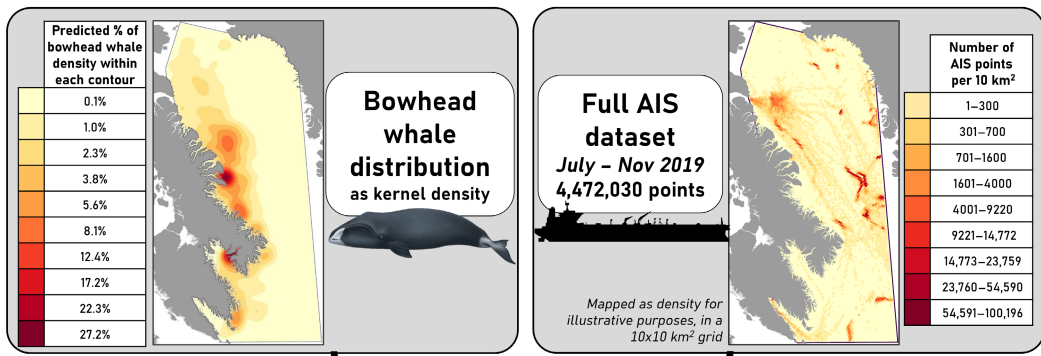 Predicted % of
bowhead whale
density within
each contour
0.1%
1.0%
2.3%
3.8%
5.6%
8.1%
12.4%
17.2%
22.3%
27.2%
Bowhead
whale
distribution
as kernel density
Full AIS
dataset
July – Nov 2019
4,472,030 points
Mapped as density for
illustrative purposes, in a
10x10 km² grid
Number of
AIS points
per 10 km²
1–300
301–700
701–1600
1601–4000
4001–9220
9221–14,772
14,773–23,759
23,760–54,590
54,591–100,196